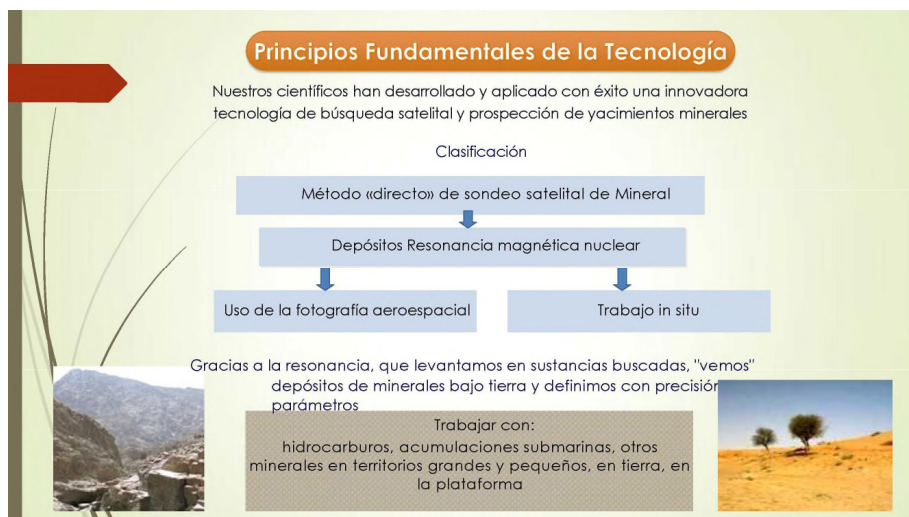 Principios Fundamentales de la Tecnología
Nuestros científicos han desarrollado y aplicado con éxito una innovadora
tecnología de búsqueda satelital y prospección de yacimientos minerales
Clasificación
Método «directo» de sondeo satelital de Mineral
Depósitos Resonancia magnética nuclear
Uso de la fotografía aeroespacial
Trabajo in situ
Gracias a la resonancia, que levantamos en sustancias buscadas, "vemos"
depósitos de minerales bajo tierra y definimos con precisión
parámetros
Trabajar con:
hidrocarburos, acumulaciones submarinas, otros
minerales en territorios grandes y pequeños, en tierra, en
la plataforma